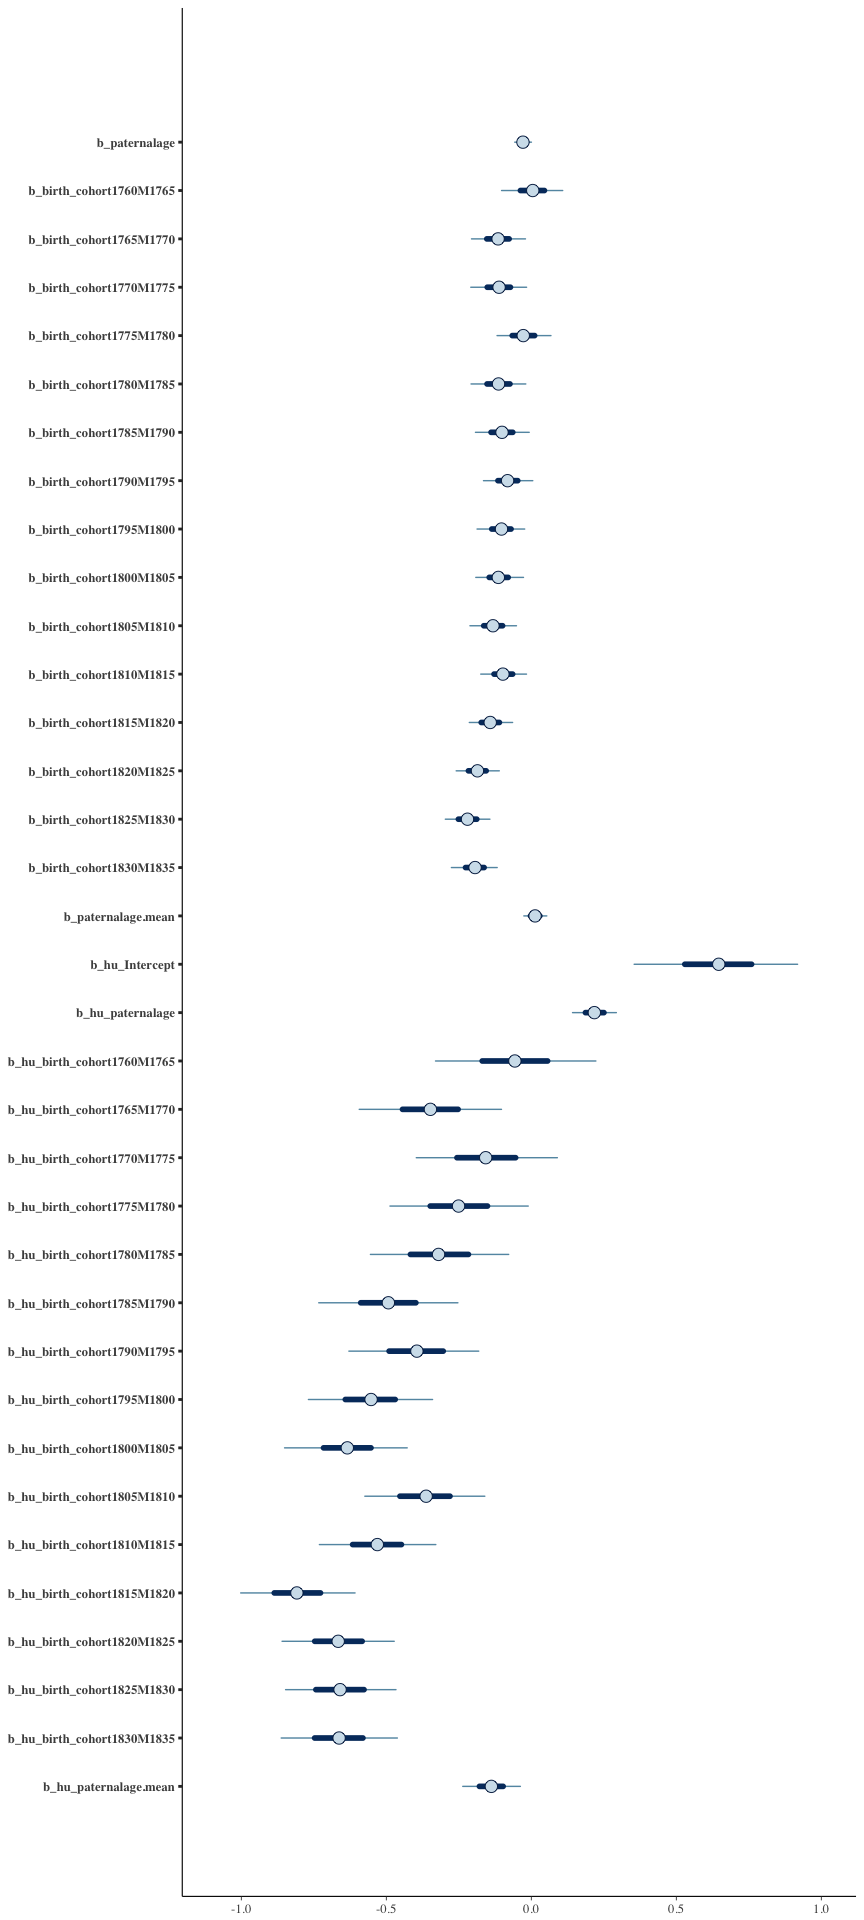 b_paternalage
b_birth_cohort1760M1765
b_birth_cohort1765M1770
b_birth_cohort1770M1775
b_birth_cohort1775M1780
b_birth_cohort1780M1785
b_birth_cohort1785M1790
b_birth_cohort1790M1795
b_birth_cohort1795M1800
b_birth_cohort1800M1805
b_birth_cohort1805M1810
b_birth_cohort1810M1815
b_birth_cohort1815M1820
b_birth_cohort1820M1825
b_birth_cohort1825M1830
b_birth_cohort1830M1835
b_paternalage.mean
b_hu_Intercept
b_hu_paternalage
b_hu_birth_cohort1760M1765
b_hu_birth_cohort1765M1770
b_hu_birth_cohort1770M1775
b_hu_birth_cohort1775M1780
b_hu_birth_cohort1780M1785
b_hu_birth_cohort1785M1790
b_hu_birth_cohort1790M1795
b_hu_birth_cohort1795M1800
b_hu_birth_cohort1800M1805
b_hu_birth_cohort1805M1810
b_hu_birth_cohort1810M1815
b_hu_birth_cohort1815M1820
b_hu_birth_cohort1820M1825
b_hu_birth_cohort1825M1830
b_hu_birth_cohort1830M1835
b_hu_paternalage.mean
-1.0 -0.5 0.0 0.5 1.0